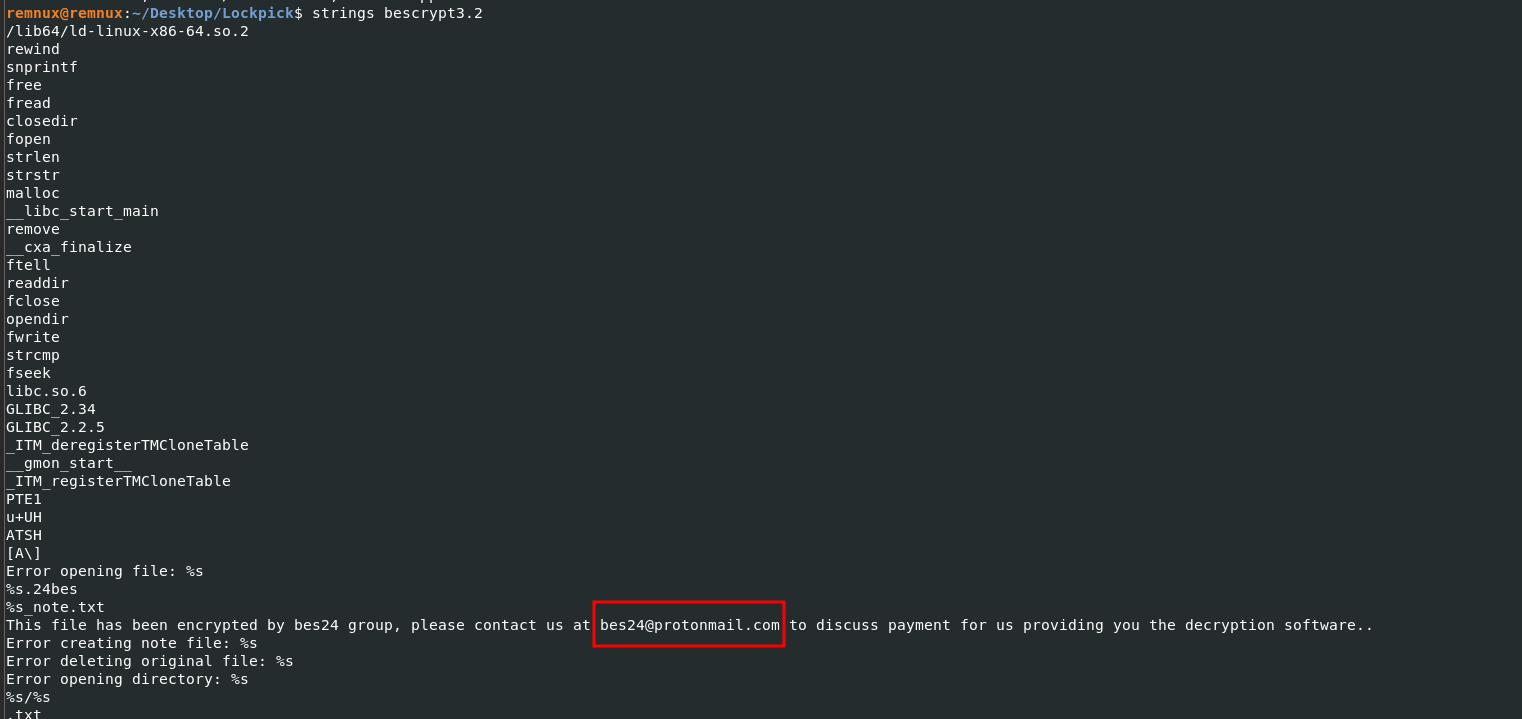 remnux@remnux:~/Desktop/Lockpick$ strings bescrypt3.2
/lib64/ld-linux-x86-64.so.2
rewind
snprintf
free
fread
closedir
fopen
strlen
strstr
malloc
__libc_start_main
remove
__cxa_finalize
ftell
readdir
fclose
opendir
fwrite
strcmp
fseek
libc.so.6
GLIBC_2.34
GLIBC_2.2.5
_ITM_deregisterTMCloneTable
__gmon_start__
_ITM_registerTMCloneTable
PTE1
u+UH
ATSH
[A\]
Error opening file: %s
%s.24bes
%s_note.txt
This file has been encrypted by bes24 group, please contact us at bes24@protonmail.com to discuss payment for us providing you the decryption software..
Error creating note file: %s
Error deleting original file: %s
Error opening directory: %s
%s/%s
.txt